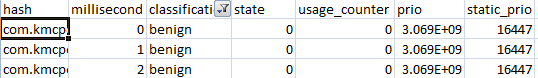 hash millisecond classificati state usage_counter prio static_prio
com.kmcp 0 benign 0 0 3.069E+09 16447
com.kmcp 1 benign 0 0 3.069E+09 16447
com.kmcp 2 benign 0 0 3.069E+09 16447